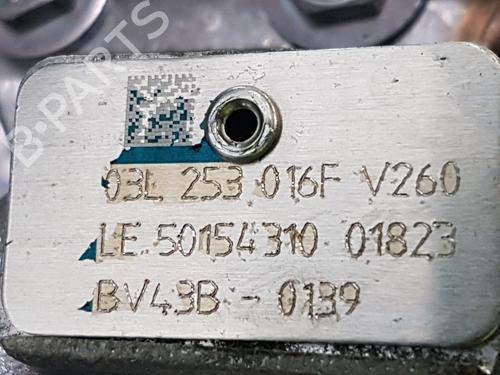 B-PARTS
03L 253 016F V260
LE 50154310 01823
BV43B - 0139